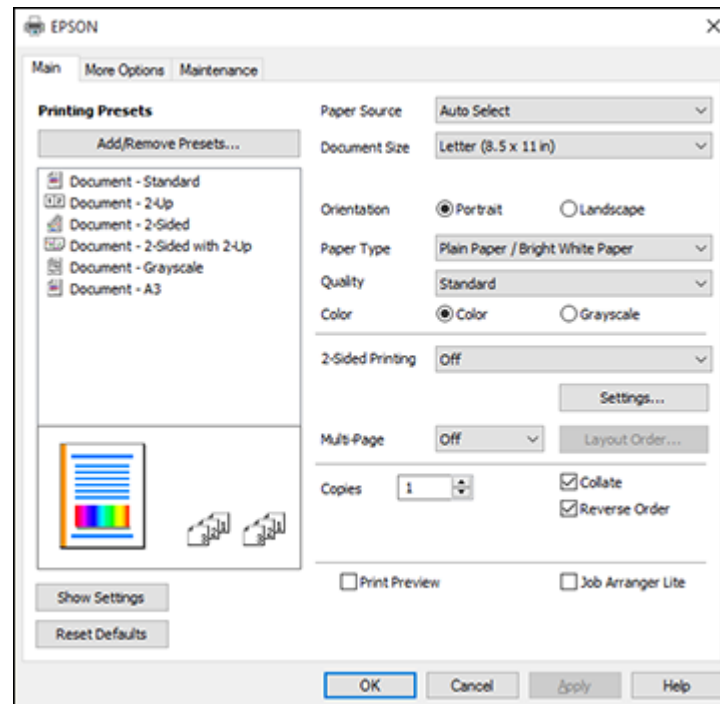 EPSON
Main More Options Maintenance
Printing Presets
Add/Remove Presets...
Document - Standard
Document - 2-Up
Document - 2-Sided
Document - 2-Sided with 2-Up
Document - Grayscale
Document - A3
Show Settings
Reset Defaults
Paper Source Auto Select
Document Size Letter (8.5 x 11 in)
Orientation Portrait Landscape
Paper Type Plain Paper / Bright White Paper
Quality Standard
Color Color Grayscale
2-Sided Printing Off
Settings...
Multi-Page Off Layout Order...
Copies 1 Collate
Reverse Order
Print Preview Job Arranger Lite
OK Cancel Apply Help